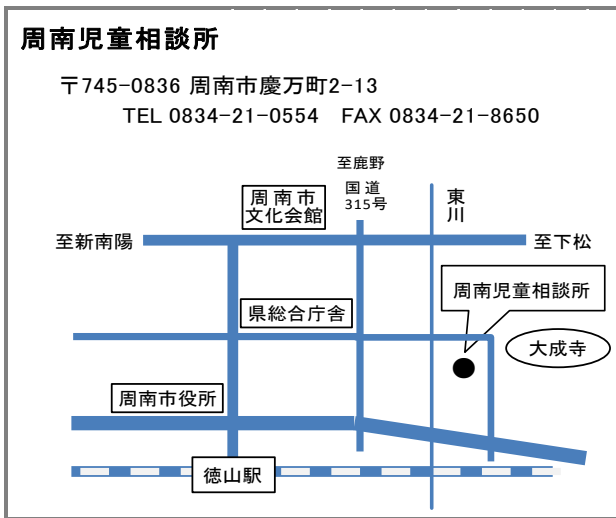 周南児童相談所
〒745-0836 周南市慶万町2-13
TEL 0834-21-0554 FAX 0834-21-8650
至鹿野
国道
315号
東川
周南市
文化会館
至新南陽
至下松
周南児童相談所
県総合庁舎
大成寺
周南市役所
徳山駅